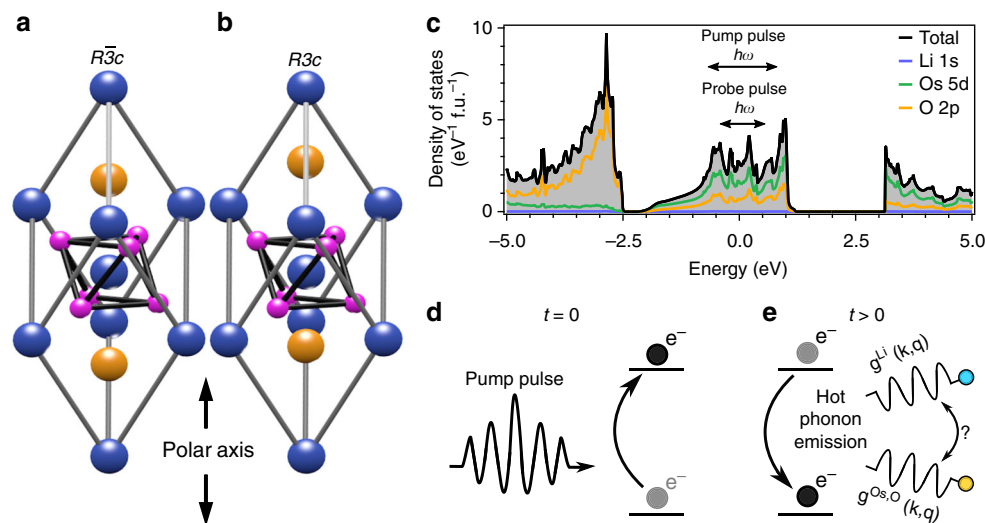 a
R3̅c
b
R3c
Polar axis
c
Density of states
(eV⁻¹ f.u.⁻¹)
10
5
0
Pump pulse
hω
Probe pulse
hω
Total
Li 1s
Os 5d
O 2p
−5.0
−2.5
0.0
2.5
5.0
Energy (eV)
d
t = 0
Pump pulse
e⁻
e⁻
e
t > 0
e⁻
e⁻
Hot
phonon
emission
g^Li (k,q)
?
g^Os,O (k,q)